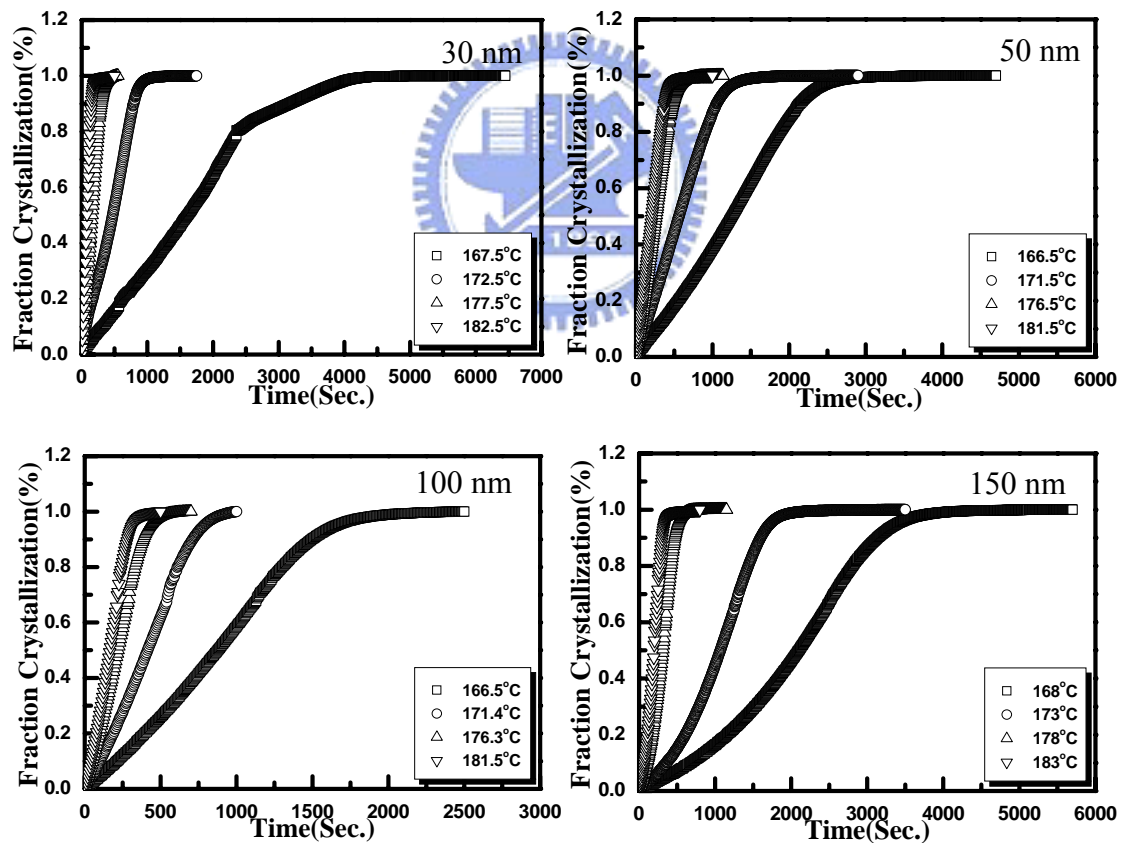 30 nm
Fraction Crystallization(%)
1.2
1.0
0.8
0.6
0.4
0.2
0.0
167.5°C
172.5°C
177.5°C
182.5°C
0 1000 2000 3000 4000 5000 6000 7000
Time(Sec.)
50 nm
Fraction Crystallization(%)
1.2
1.0
0.8
0.6
0.4
0.2
0.0
166.5°C
171.5°C
176.5°C
181.5°C
0 1000 2000 3000 4000 5000 6000
Time(Sec.)
100 nm
Fraction Crystallization(%)
1.2
1.0
0.8
0.6
0.4
0.2
0.0
166.5°C
171.4°C
176.3°C
181.5°C
0 500 1000 1500 2000 2500 3000
Time(Sec.)
150 nm
Fraction Crystallization(%)
1.2
1.0
0.8
0.6
0.4
0.2
0.0
168°C
173°C
178°C
183°C
0 1000 2000 3000 4000 5000 6000
Time(Sec.)